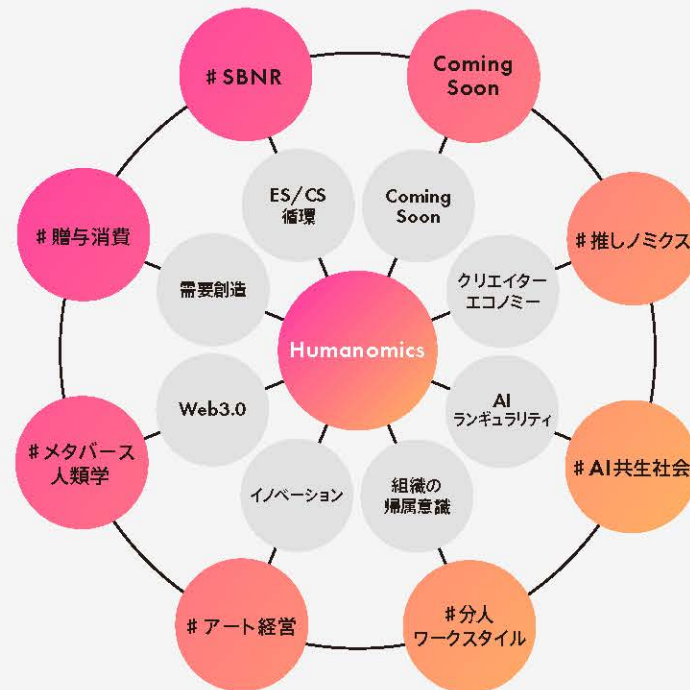 # SBNR
Coming
Soon
ES/CS
循環
Coming
Soon
# 贈与消費
# 推しノミクス
需要創造
クリエイター
エコノミー
Humanomics
Web3.0
AI
ランギュラリティ
# メタバース
人類学
# AI共生社会
イノベーション
組織の
帰属意識
# アート経営
# 分人
ワークスタイル